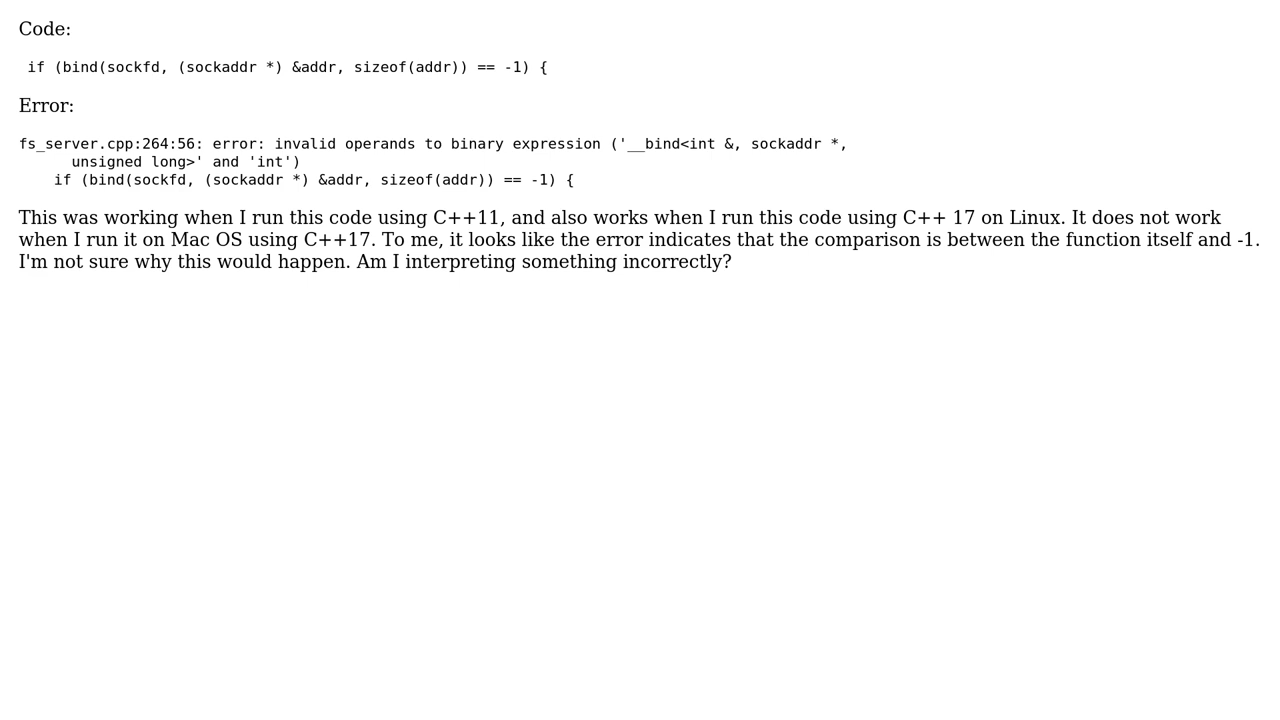 Code:
if (bind(sockfd, (sockaddr *) &addr, sizeof(addr)) == -1) {
Error:
fs_server.cpp:264:56: error: invalid operands to binary expression ('__bind<int &, sockaddr *,
unsigned long>' and 'int')
if (bind(sockfd, (sockaddr *) &addr, sizeof(addr)) == -1) {
This was working when I run this code using C++11, and also works when I run this code using C++ 17 on Linux. It does not work
when I run it on Mac OS using C++17. To me, it looks like the error indicates that the comparison is between the function itself and -1.
I'm not sure why this would happen. Am I interpreting something incorrectly?